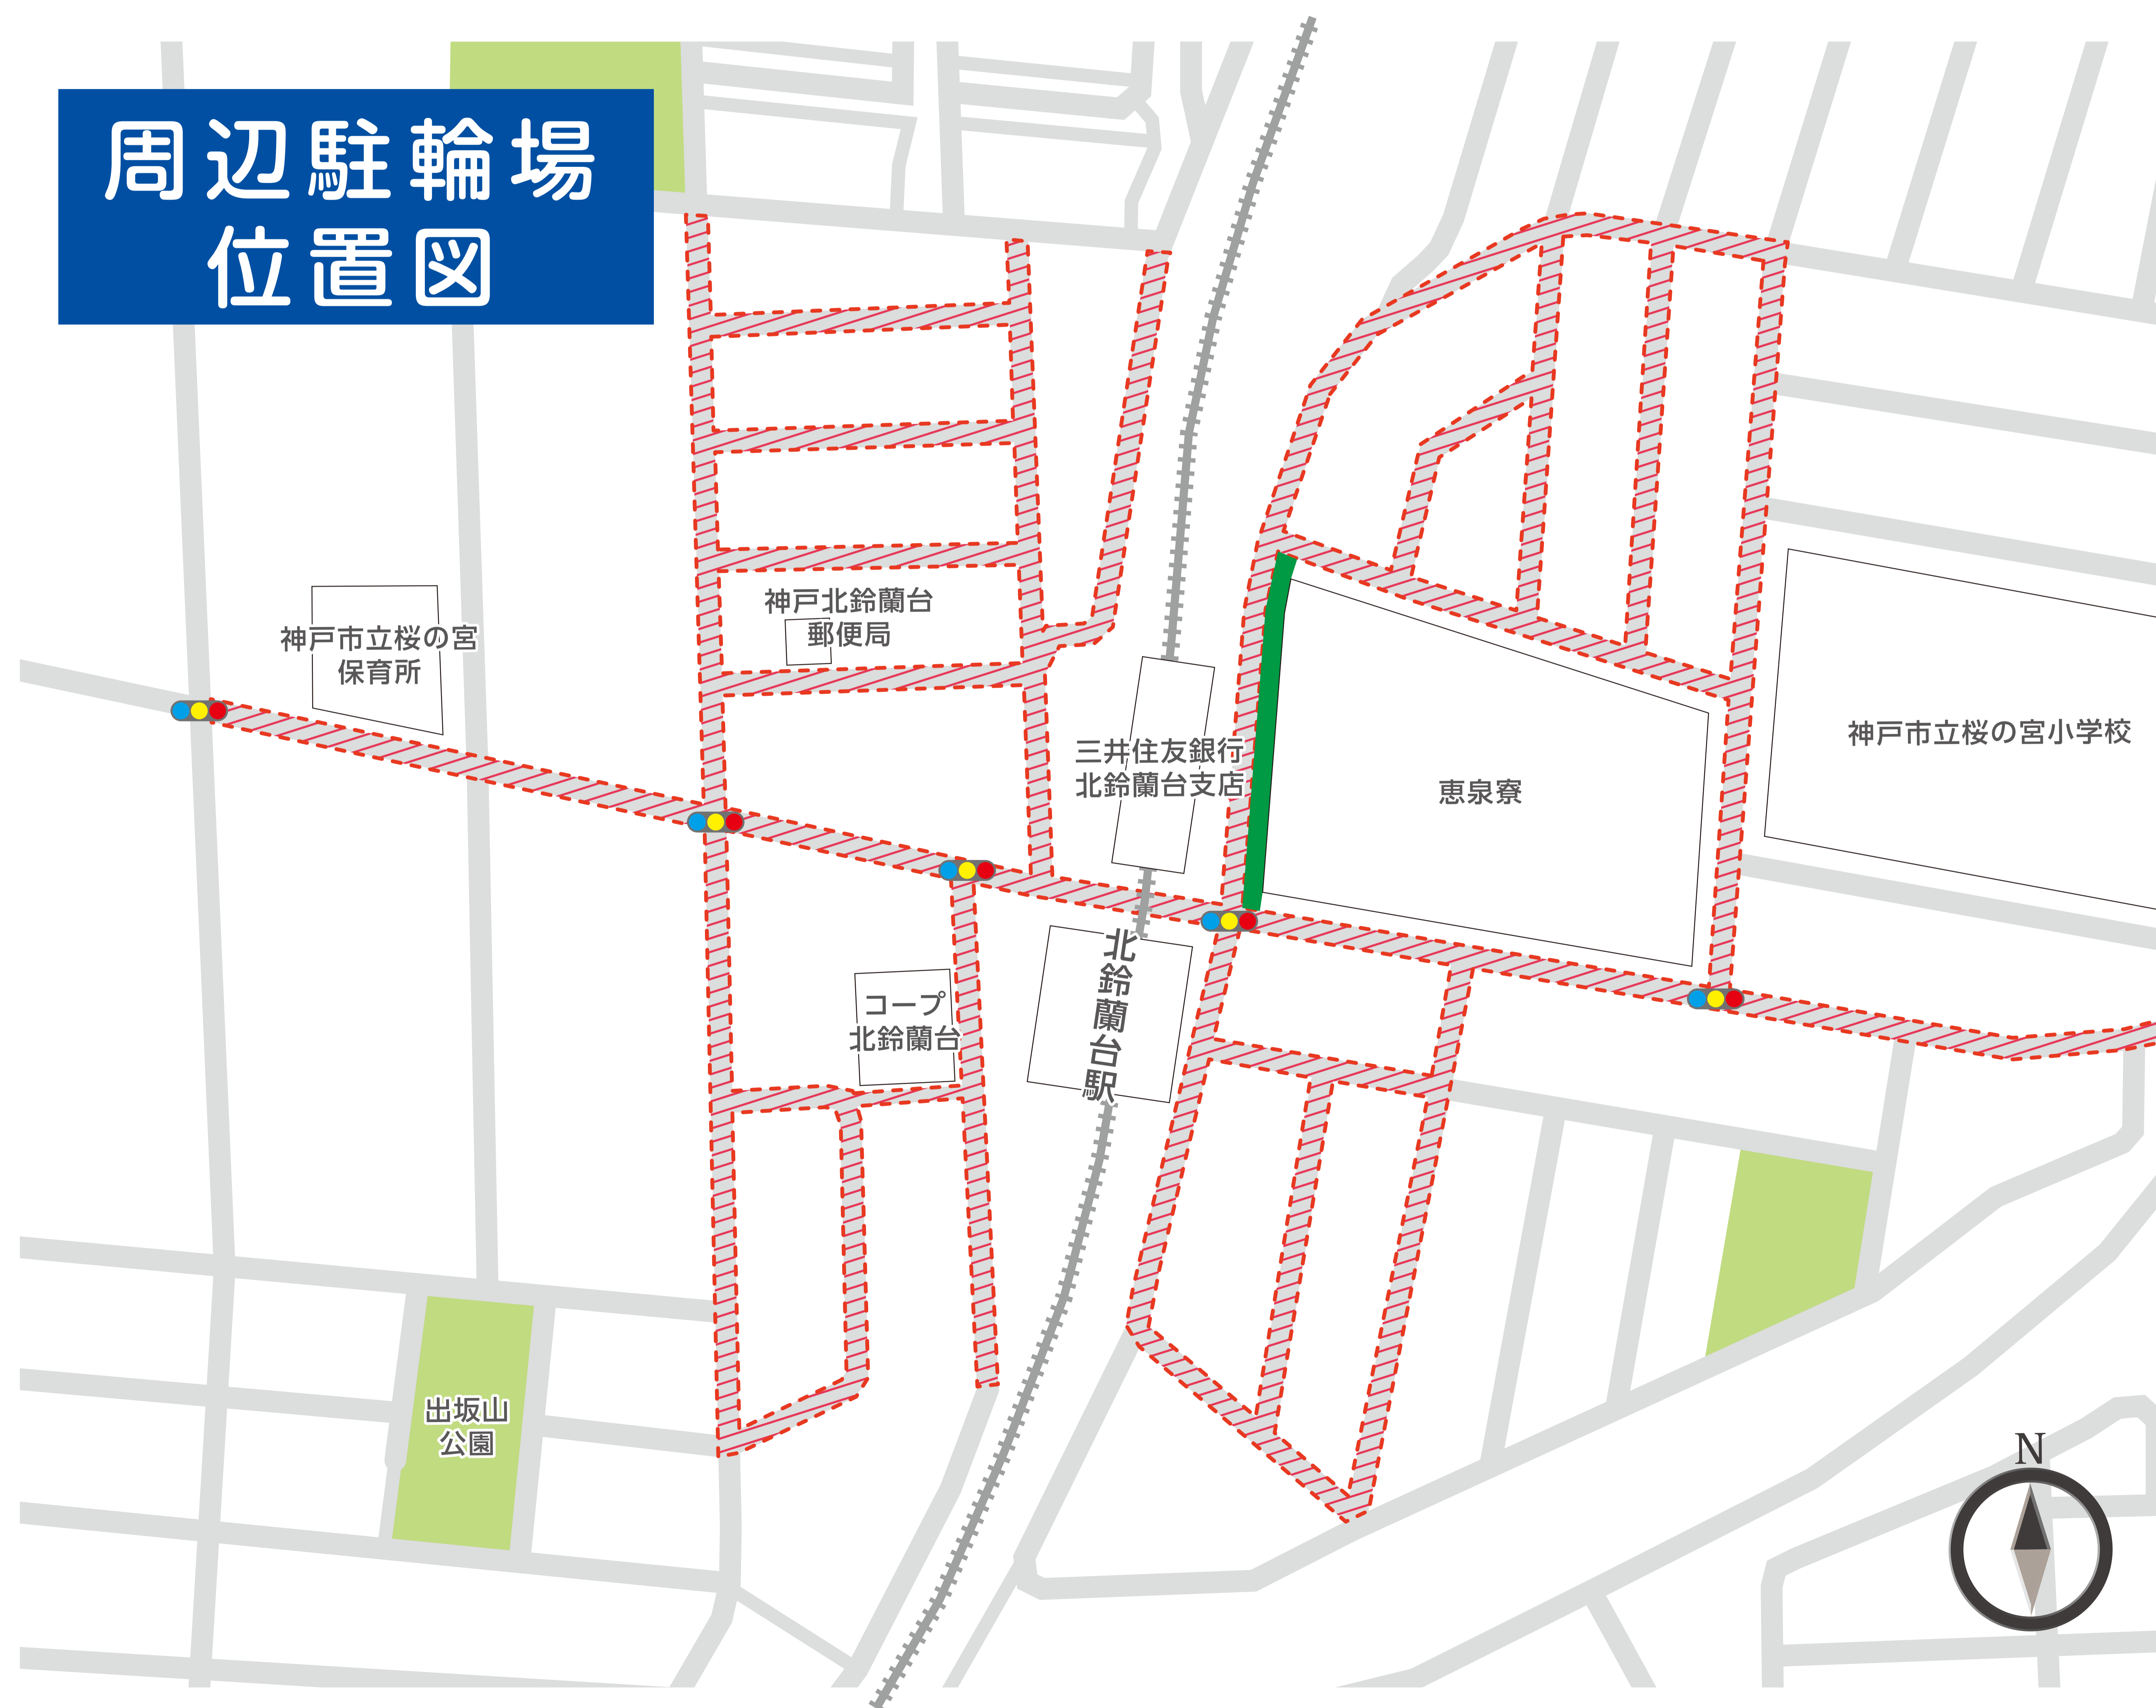 周辺駐輪場
位置図
神戸北鈴蘭台
郵便局
神戸市立桜の宮
保育所
三井住友銀行
北鈴蘭台支店
恵泉寮
神戸市立桜の宮小学校
コープ
北鈴蘭台
北鈴蘭台駅
出坂山
公園
N